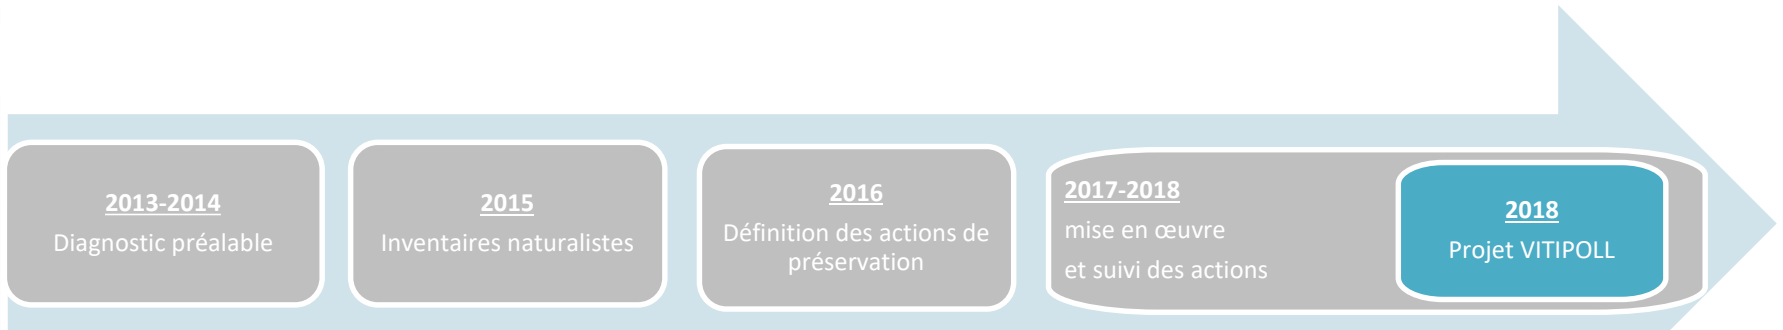 2013-2014
Diagnostic préalable
2015
Inventaires naturalistes
2016
Définition des actions de
préservation
2017-2018
mise en œuvre
et suivi des actions
2018
Projet VITIPOLL